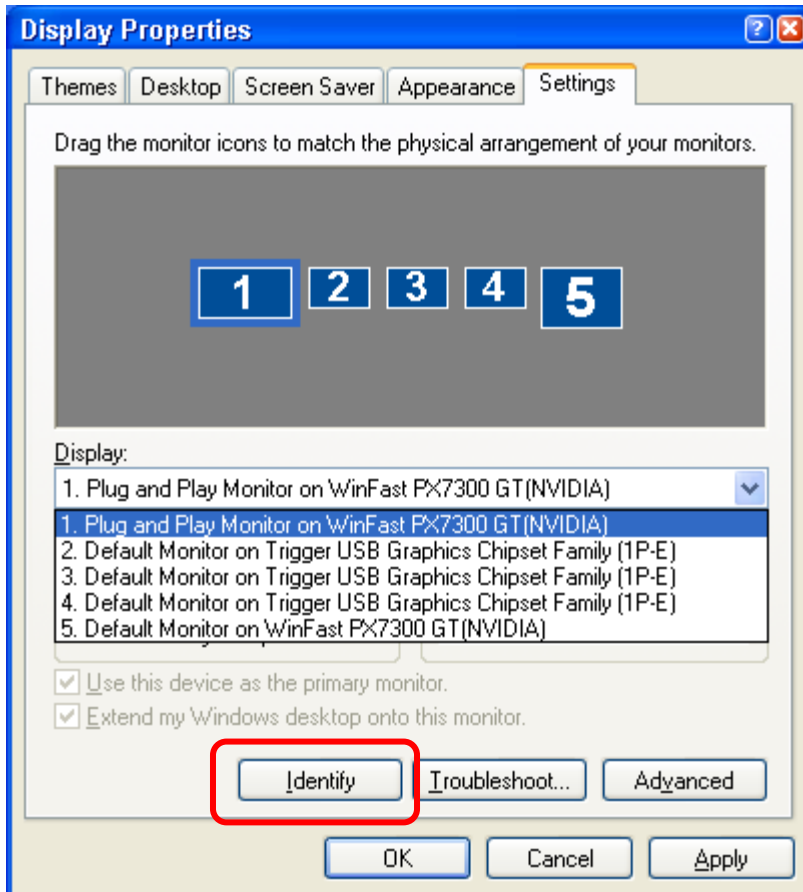 Display Properties
Themes Desktop Screen Saver Appearance Settings
Drag the monitor icons to match the physical arrangement of your monitors.
1 2 3 4 5
Display:
1. Plug and Play Monitor on WinFast PX7300 GT(NVIDIA)
1. Plug and Play Monitor on WinFast PX7300 GT(NVIDIA)
2. Default Monitor on Trigger USB Graphics Chipset Family (1P-E)
3. Default Monitor on Trigger USB Graphics Chipset Family (1P-E)
4. Default Monitor on Trigger USB Graphics Chipset Family (1P-E)
5. Default Monitor on WinFast PX7300 GT(NVIDIA)
Use this device as the primary monitor.
Extend my Windows desktop onto this monitor.
Identify Troubleshoot... Advanced
OK Cancel Apply